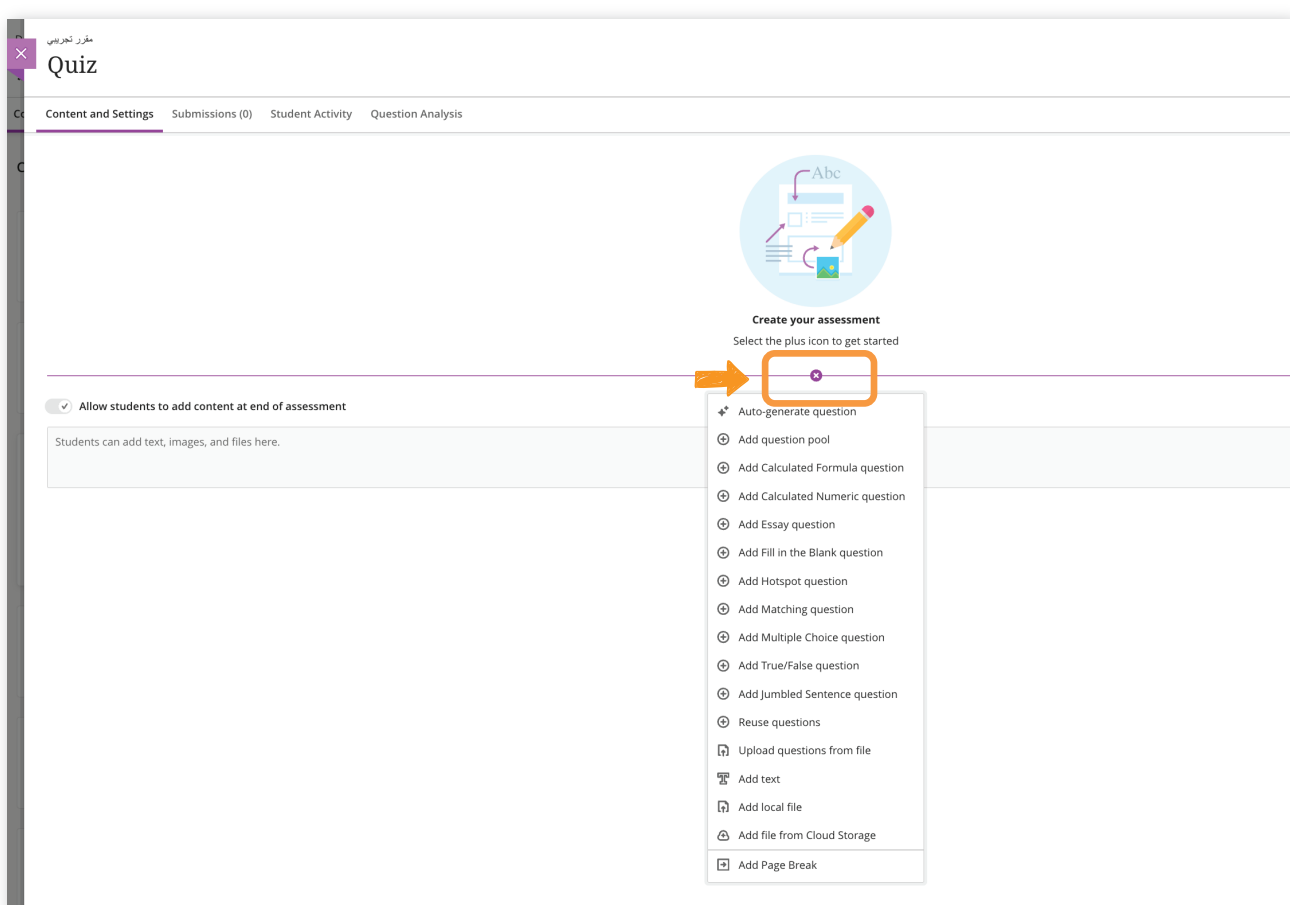 مقرر تجريبي
Quiz
Content and Settings Submissions (0) Student Activity Question Analysis
Abc
Create your assessment
Select the plus icon to get started
Allow students to add content at end of assessment
Students can add text, images, and files here.
Auto-generate question
Add question pool
Add Calculated Formula question
Add Calculated Numeric question
Add Essay question
Add Fill in the Blank question
Add Hotspot question
Add Matching question
Add Multiple Choice question
Add True/False question
Add Jumbled Sentence question
Reuse questions
Upload questions from file
Add text
Add local file
Add file from Cloud Storage
Add Page Break